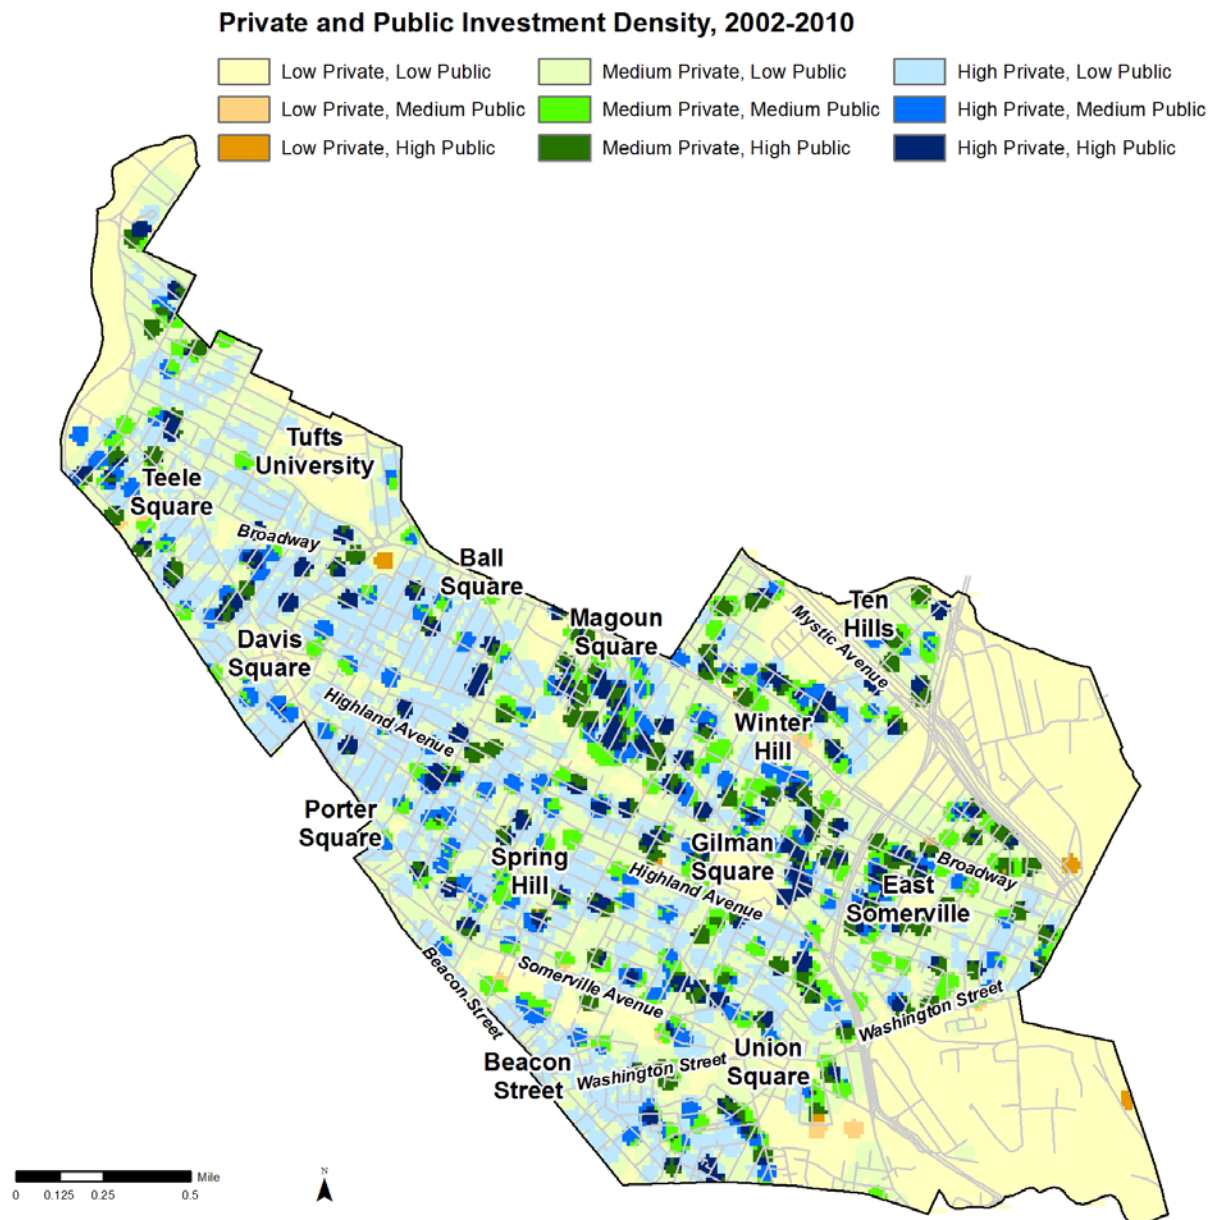 Private and Public Investment Density, 2002-2010
Low Private, Low Public
Medium Private, Low Public
High Private, Low Public
Low Private, Medium Public
Medium Private, Medium Public
High Private, Medium Public
Low Private, High Public
Medium Private, High Public
High Private, High Public
Tufts
University
Teele
Square
Broadway
Ball
Square
Magoun
Square
Ten
Hills
Mystic Avenue
Davis
Square
Highland Avenue
Winter
Hill
Porter
Square
Spring
Hill
Gilman
Square
Highland Avenue
Broadway
East
Somerville
Beacon Street
Somerville Avenue
Washington Street
Union
Square
Beacon
Street
Washington Street
Mile
0 0.125 0.25 0.5
N